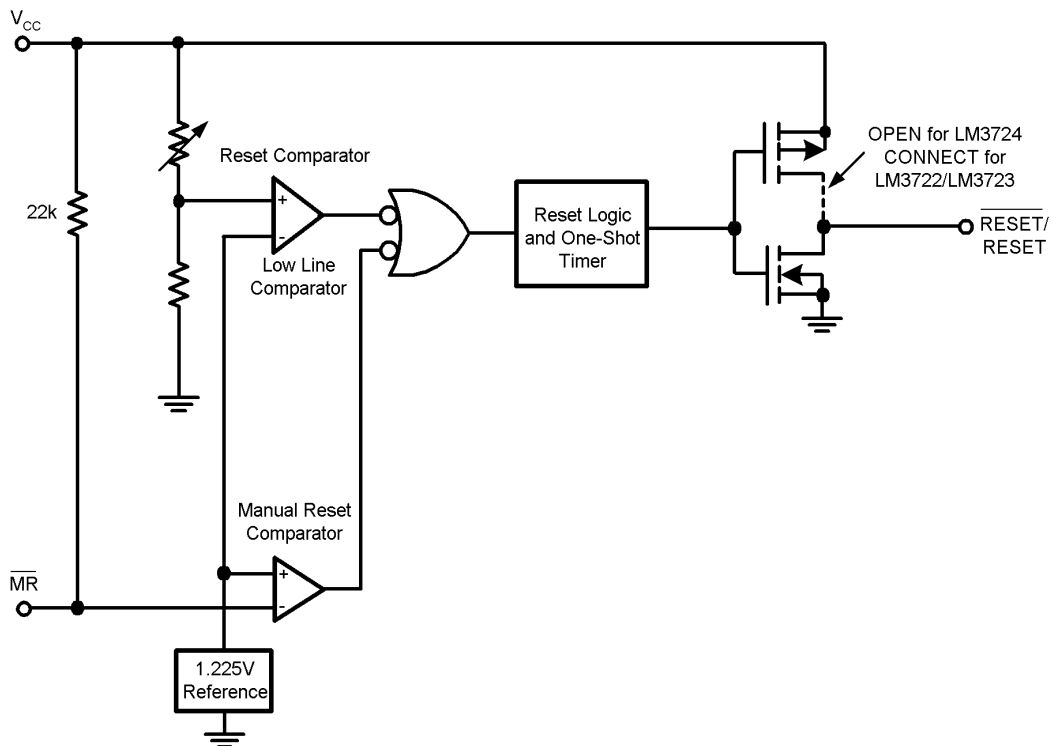 VCC
Reset Comparator
22k
+
-
Low Line
Comparator
Reset Logic
and One-Shot
Timer
OPEN for LM3724
CONNECT for
LM3722/LM3723
RESET/
RESET
Manual Reset
Comparator
MR
+
-
1.225V
Reference